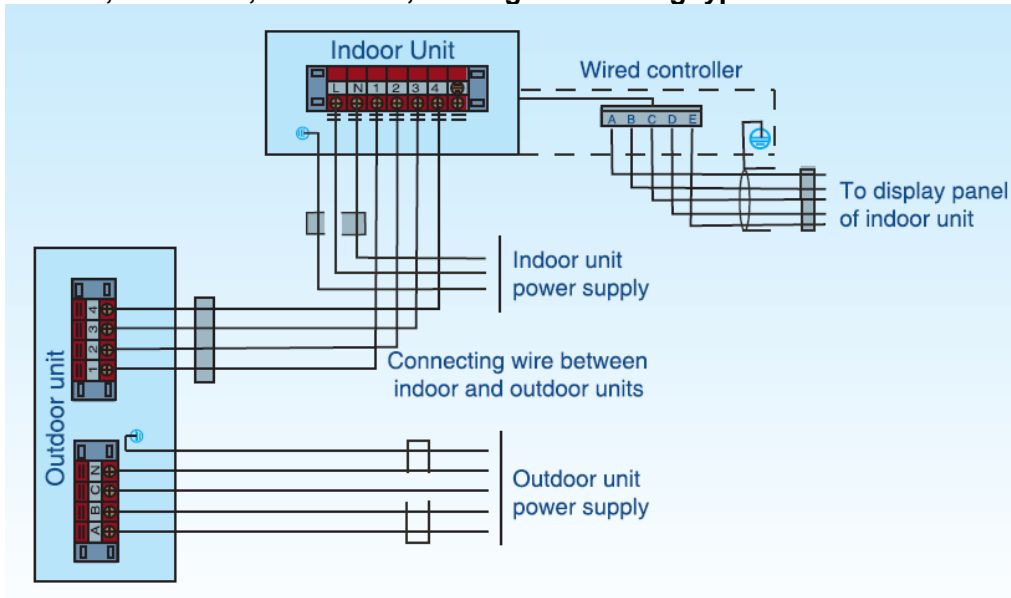 Indoor Unit
L N 1 2 3 4
Wired controller
A B C D E
To display panel
of indoor unit
Indoor unit
power supply
Outdoor unit
4
3
2
1
Connecting wire between
indoor and outdoor units
N
C
B
A
Outdoor unit
power supply